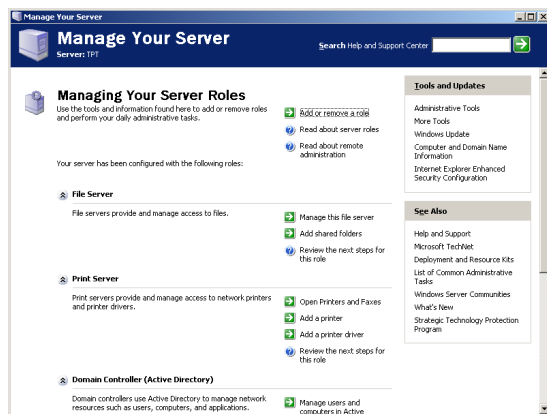 Manage Your Server
Manage Your Server
Server: TPT
Search Help and Support Center
Managing Your Server Roles
Use the tools and information found here to add or remove roles
and perform your daily administrative tasks.
Your server has been configured with the following roles:
Add or remove a role
Read about server roles
Read about remote
administration
File Server
File servers provide and manage access to files.
Manage this file server
Add shared folders
Review the next steps for
this role
Print Server
Print servers provide and manage access to network printers
and printer drivers.
Open Printers and Faxes
Add a printer
Add a printer driver
Review the next steps for
this role
Domain Controller (Active Directory)
Domain controllers use Active Directory to manage network
resources such as users, computers, and applications.
Manage users and
computers in Active
Tools and Updates
Administrative Tools
More Tools
Windows Update
Computer and Domain Name
Information
Internet Explorer Enhanced
Security Configuration
See Also
Help and Support
Microsoft TechNet
Deployment and Resource Kits
List of Common Administrative
Tasks
Windows Server Communities
What's New
Strategic Technology Protection
Program